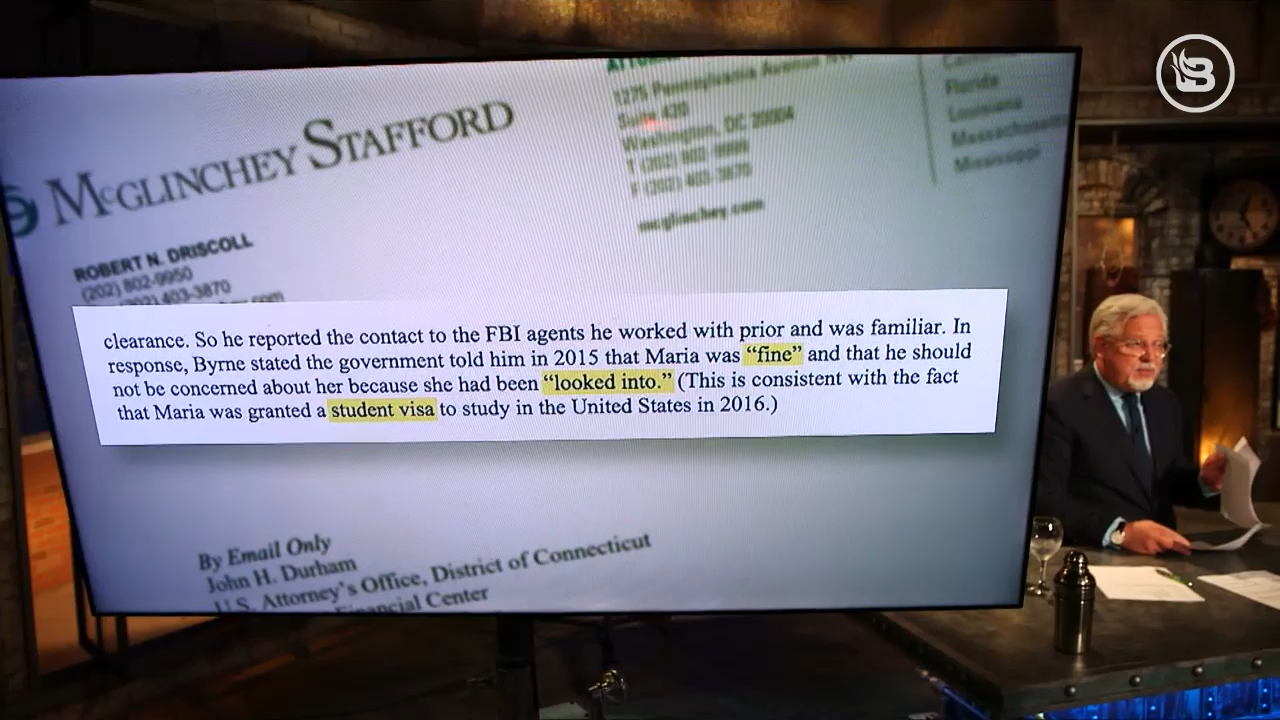 McGlinchey Stafford
1275 Pennsylvania Avenue NW
Suite 420
Washington, DC 20004
mcglinchey.com
Florida
Louisiana
Massachusetts
Mississippi
ROBERT N. DRISCOLL
(202) 802-9950
(202) 403-3870
clearance. So he reported the contact to the FBI agents he worked with prior and was familiar. In
response, Byrne stated the government told him in 2015 that Maria was “fine” and that he should
not be concerned about her because she had been “looked into.” (This is consistent with the fact
that Maria was granted a student visa to study in the United States in 2016.)
By Email Only
John H. Durham
U.S. Attorney's Office, District of Connecticut
Financial Center
B